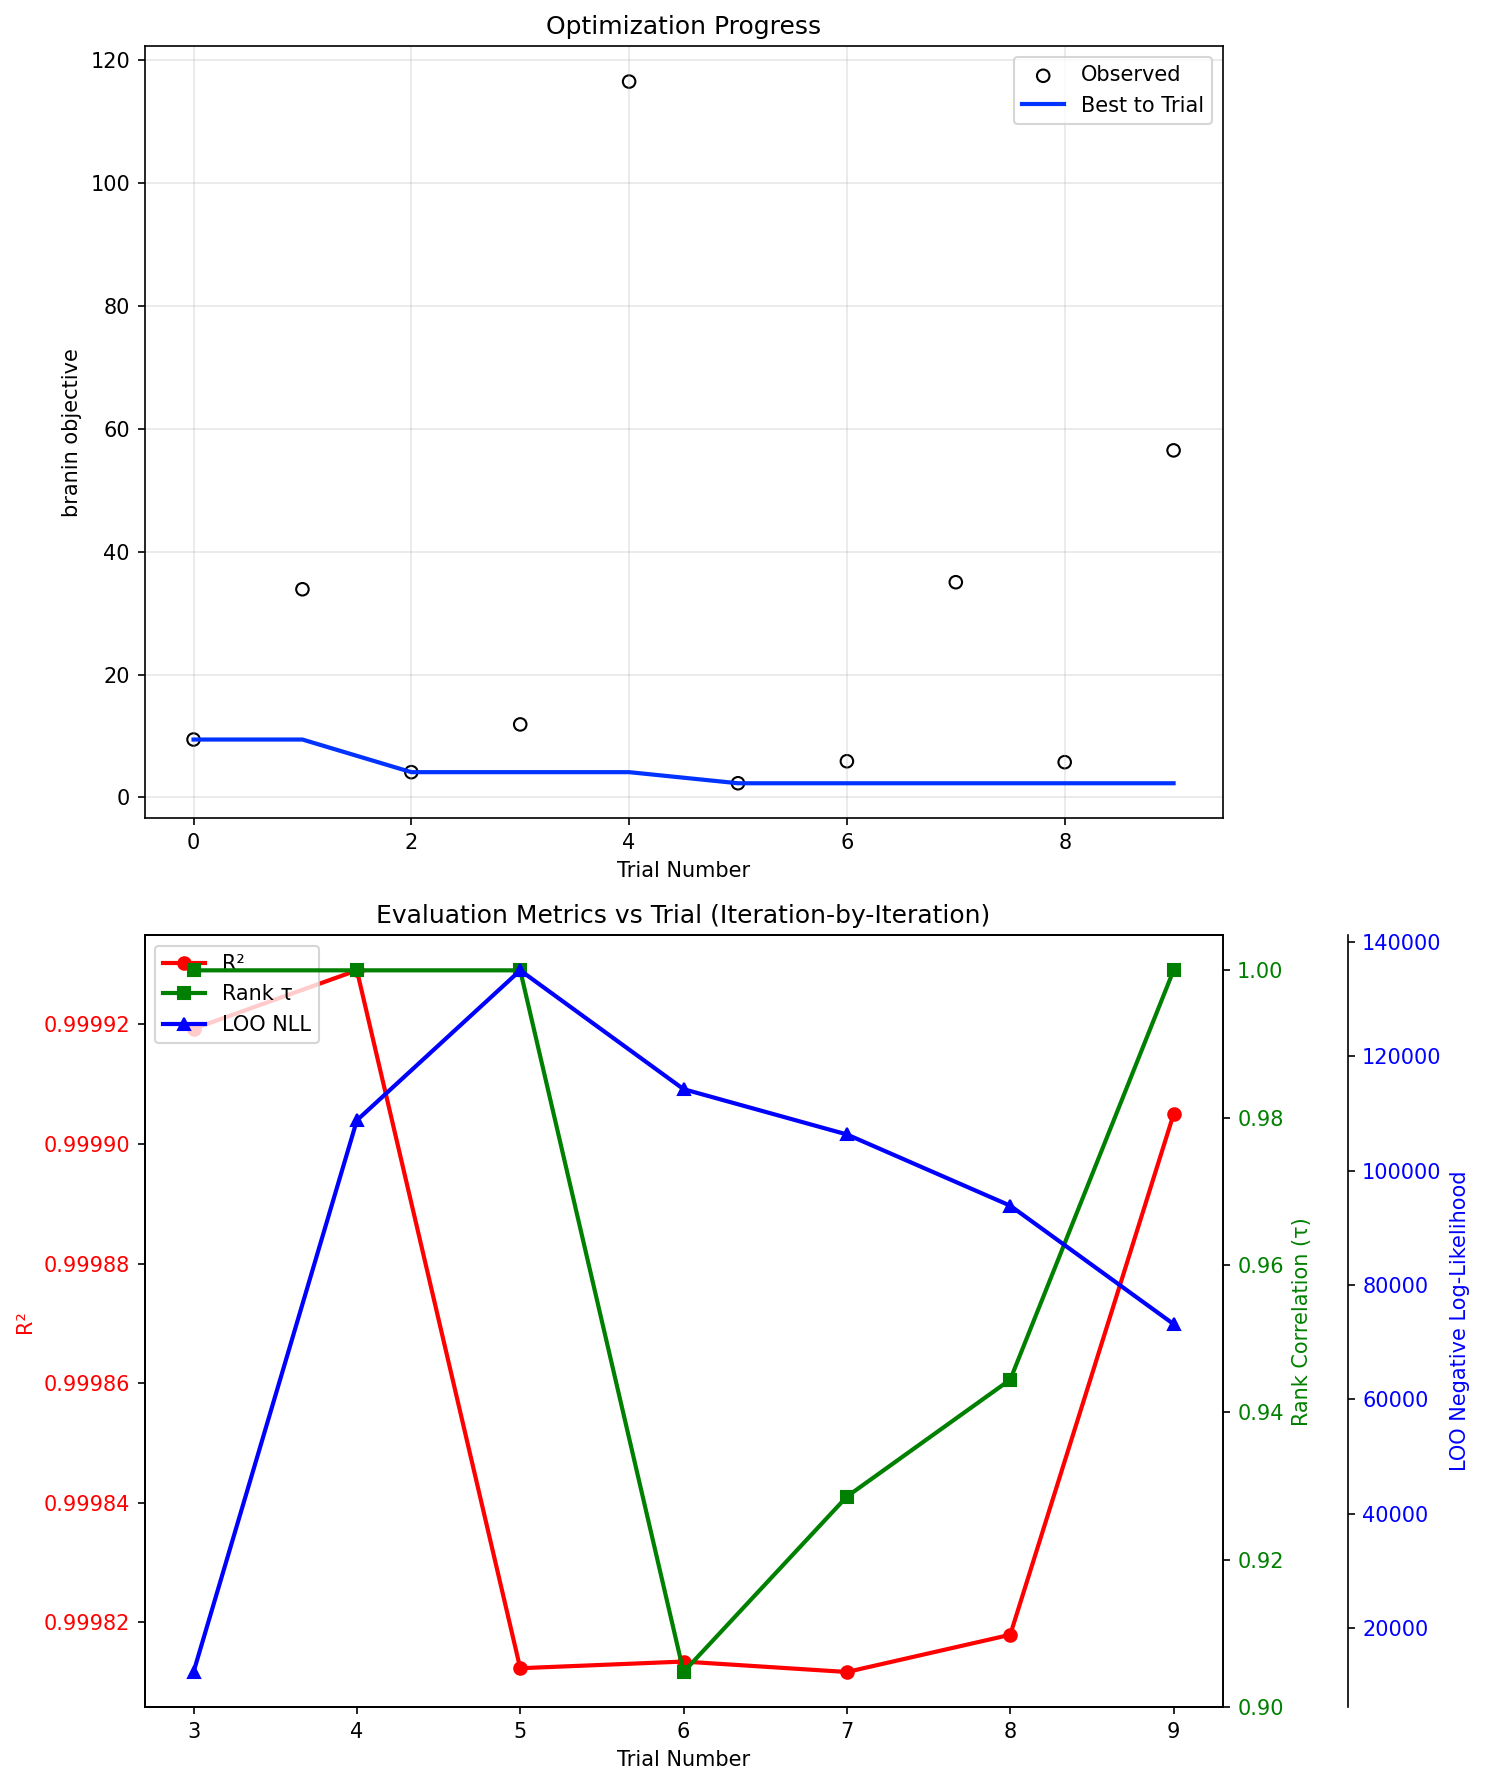 Optimization Progress
120
100
80
60
40
20
0
branin objective
Observed
Best to Trial
0
2
4
6
8
Trial Number
Evaluation Metrics vs Trial (Iteration-by-Iteration)
R²
Rank τ
LOO NLL
0.99992
0.99990
0.99988
0.99986
0.99984
0.99982
R²
1.00
0.98
0.96
0.94
0.92
0.90
Rank Correlation (τ)
140000
120000
100000
80000
60000
40000
20000
LOO Negative Log-Likelihood
3
4
5
6
7
8
9
Trial Number